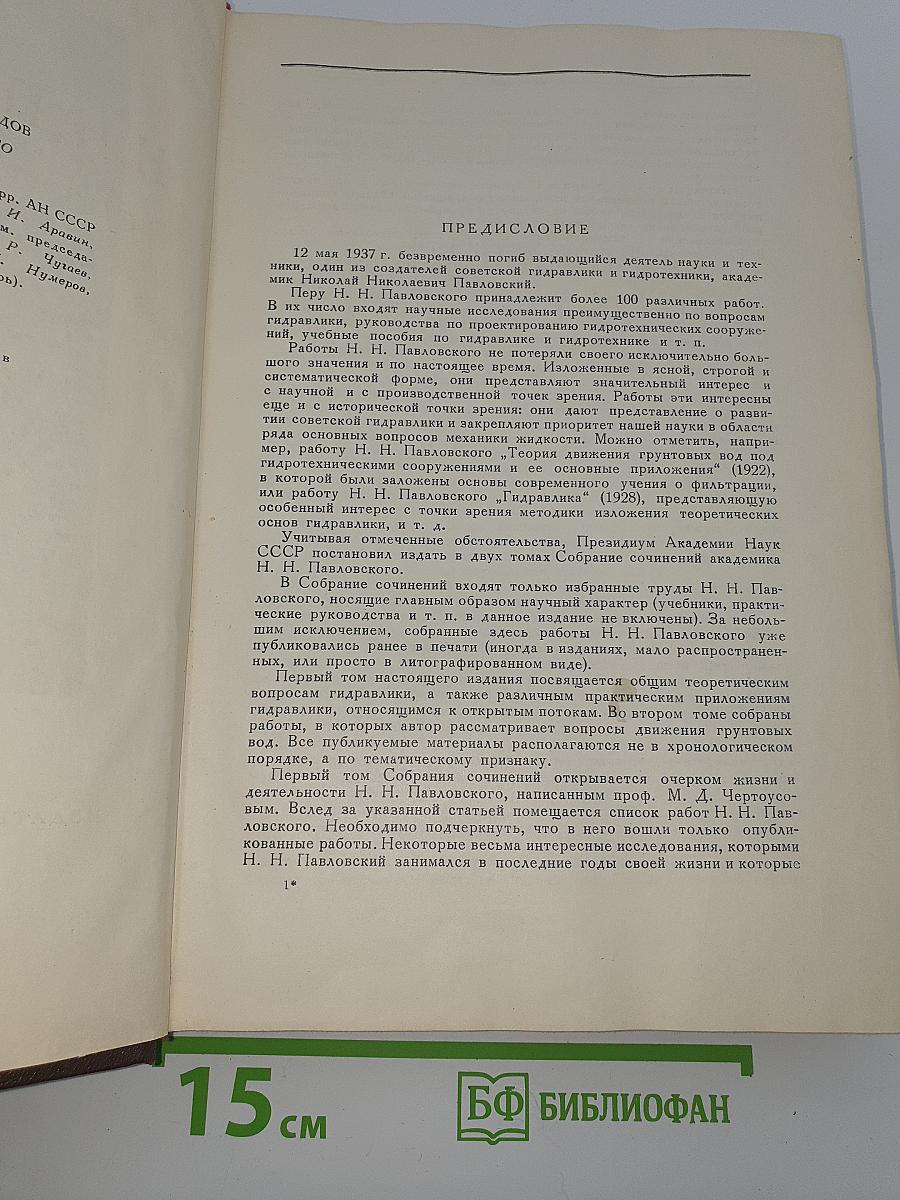 ДОВ
О
рр. АН СССР
И. Аравин,
м. председа-
Р. Чугаев,
Нумеров,
рь).
в
ПРЕДИСЛОВИЕ
12 мая 1937 г. безвременно погиб выдающийся деятель науки и тех-
ники, один из создателей советской гидравлики и гидротехники, акаде-
мик Николай Николаевич Павловский.
Перу Н. Н. Павловского принадлежит более 100 различных работ.
В их число входят научные исследования преимущественно по вопросам
гидравлики, руководства по проектированию гидротехнических сооруже-
ний, учебные пособия по гидравлике и гидротехнике и т. п.
Работы Н. Н. Павловского не потеряли своего исключительно боль-
шого значения и по настоящее время. Изложенные в ясной, строгой и
систематической форме, они представляют значительный интерес и
с научной и с производственной точек зрения. Работы эти интересны
еще и с исторической точки зрения: они дают представление о разви-
тии советской гидравлики и закрепляют приоритет нашей науки в области
ряда основных вопросов механики жидкости. Можно отметить, напри-
мер, работу Н. Н. Павловского „Теория движения грунтовых вод под
гидротехническими сооружениями и ее основные приложения“ (1922),
в которой были заложены основы современного учения о фильтрации,
или работу Н. Н. Павловского „Гидравлика“ (1928), представляющую
особенный интерес с точки зрения методики изложения теоретических
основ гидравлики, и т. д.
Учитывая отмеченные обстоятельства, Президиум Академии Наук
СССР постановил издать в двух томах Собрание сочинений академика
Н. Н. Павловского.
В Собрание сочинений входят только избранные труды Н. Н. Пав-
ловского, носящие главным образом научный характер (учебники, практи-
ческие руководства и т. п. в данное издание не включены). За неболь-
шим исключением, собранные здесь работы Н. Н. Павловского уже
публиковались ранее в печати (иногда в изданиях, мало распространен-
ных, или просто в литографированном виде).
Первый том настоящего издания посвящается общим теоретическим
вопросам гидравлики, а также различным практическим приложениям
гидравлики, относящимся к открытым потокам. Во втором томе собраны
работы, в которых автор рассматривает вопросы движения грунтовых
вод. Все публикуемые материалы располагаются не в хронологическом
порядке, а по тематическому признаку.
Первый том Собрания сочинений открывается очерком жизни и
деятельности Н. Н. Павловского, написанным проф. М. Д. Чертоусо-
вым. Вслед за указанной статьей помещается список работ Н. Н. Пав-
ловского. Необходимо подчеркнуть, что в него вошли только опубли-
кованные работы. Некоторые весьма интересные исследования, которыми
Н. Н. Павловский занимался в последние годы своей жизни и которые
1*
15 см
БФ БИБЛИОФАН